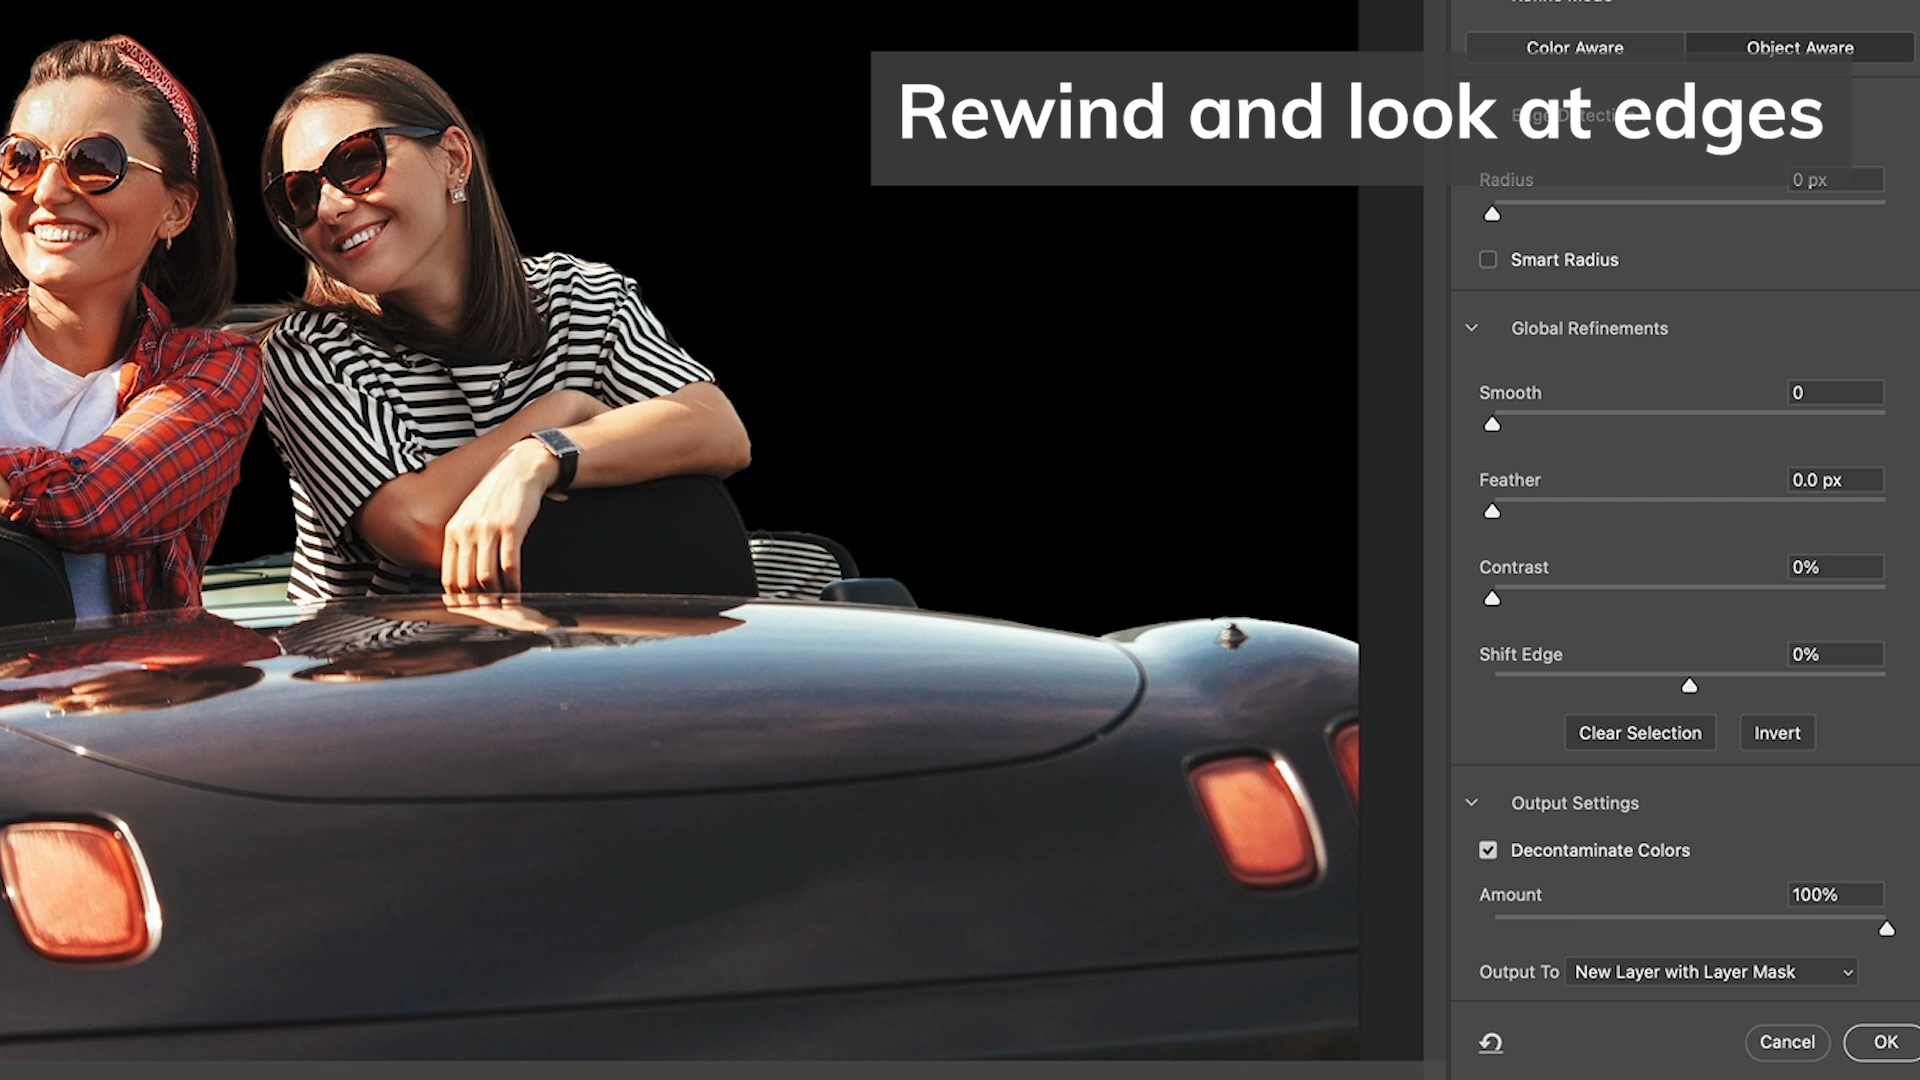 Color Aware
Object Aware
Rewind and look at edges
Radius
0 px
Smart Radius
Global Refinements
Smooth
0
Feather
0.0 px
Contrast
0%
Shift Edge
0%
Clear Selection
Invert
Output Settings
Decontaminate Colors
Amount
100%
Output To
New Layer with Layer Mask
Cancel
OK